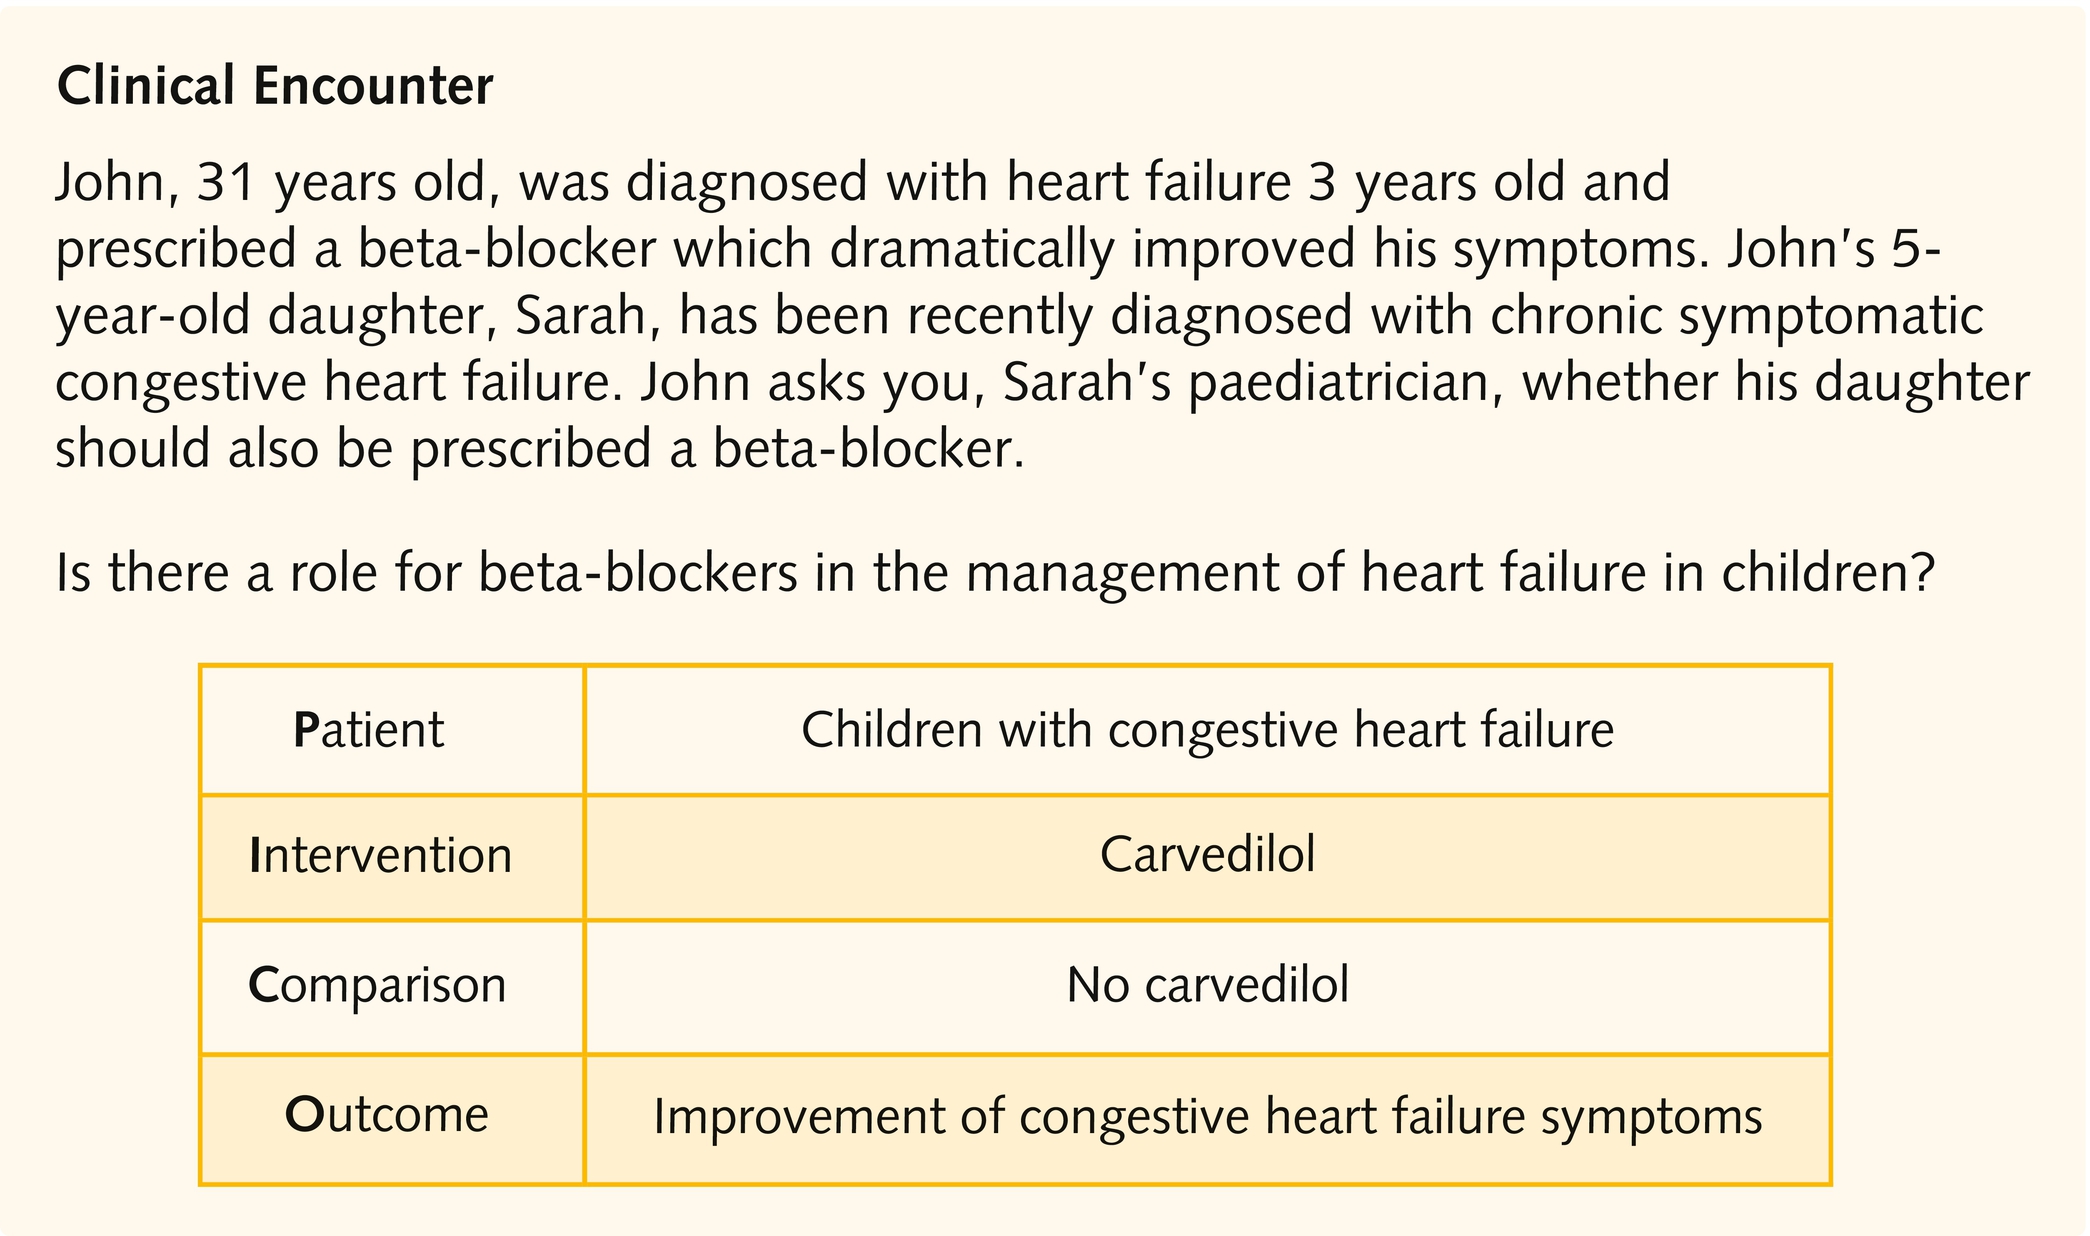 Clinical Encounter
John, 31 years old, was diagnosed with heart failure 3 years old and
prescribed a beta-blocker which dramatically improved his symptoms. John's 5-
year-old daughter, Sarah, has been recently diagnosed with chronic symptomatic
congestive heart failure. John asks you, Sarah's paediatrician, whether his daughter
should also be prescribed a beta-blocker.
Is there a role for beta-blockers in the management of heart failure in children?
Patient Children with congestive heart failure
Intervention Carvedilol
Comparison No carvedilol
Outcome Improvement of congestive heart failure symptoms